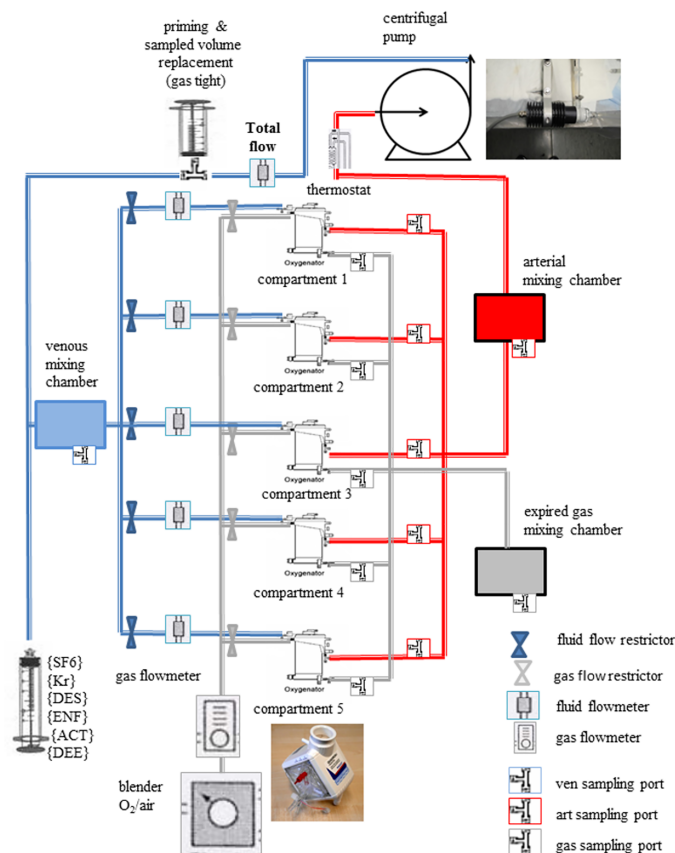 priming &
sampled volume
replacement
(gas tight)
centrifugal
pump
Total
flow
thermostat
Oxygenator
compartment 1
arterial
mixing chamber
Oxygenator
compartment 2
venous
mixing
chamber
Oxygenator
compartment 3
expired gas
mixing chamber
Oxygenator
compartment 4
Oxygenator
compartment 5
gas flowmeter
{SF6}
{Kr}
{DES}
{ENF}
{ACT}
{DEE}
blender
O₂/air
fluid flow restrictor
gas flow restrictor
fluid flowmeter
gas flowmeter
ven sampling port
art sampling port
gas sampling port